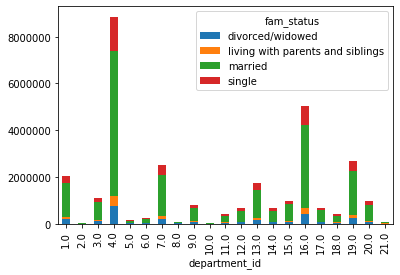 fam_status
divorced/widowed
living with parents and siblings
married
single
8000000
6000000
4000000
2000000
0
1.0 2.0 3.0 4.0 5.0 6.0 7.0 8.0 9.0 10.0 11.0 12.0 13.0 14.0 15.0 16.0 17.0 18.0 19.0 20.0 21.0
department_id